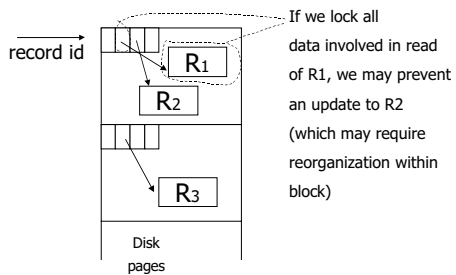 record id
R1
R2
R3
Disk
pages
If we lock all
data involved in read
of R1, we may prevent
an update to R2
(which may require
reorganization within
block)